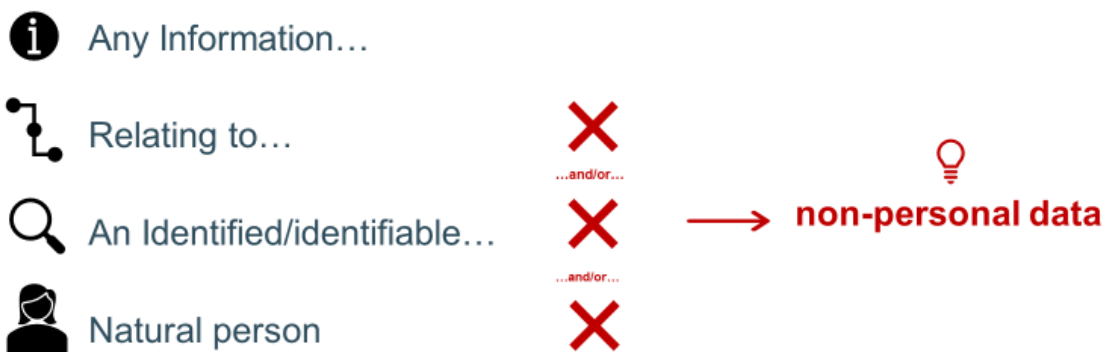 Any Information…
Relating to…
…and/or…
An Identified/identifiable…
non-personal data
…and/or…
Natural person